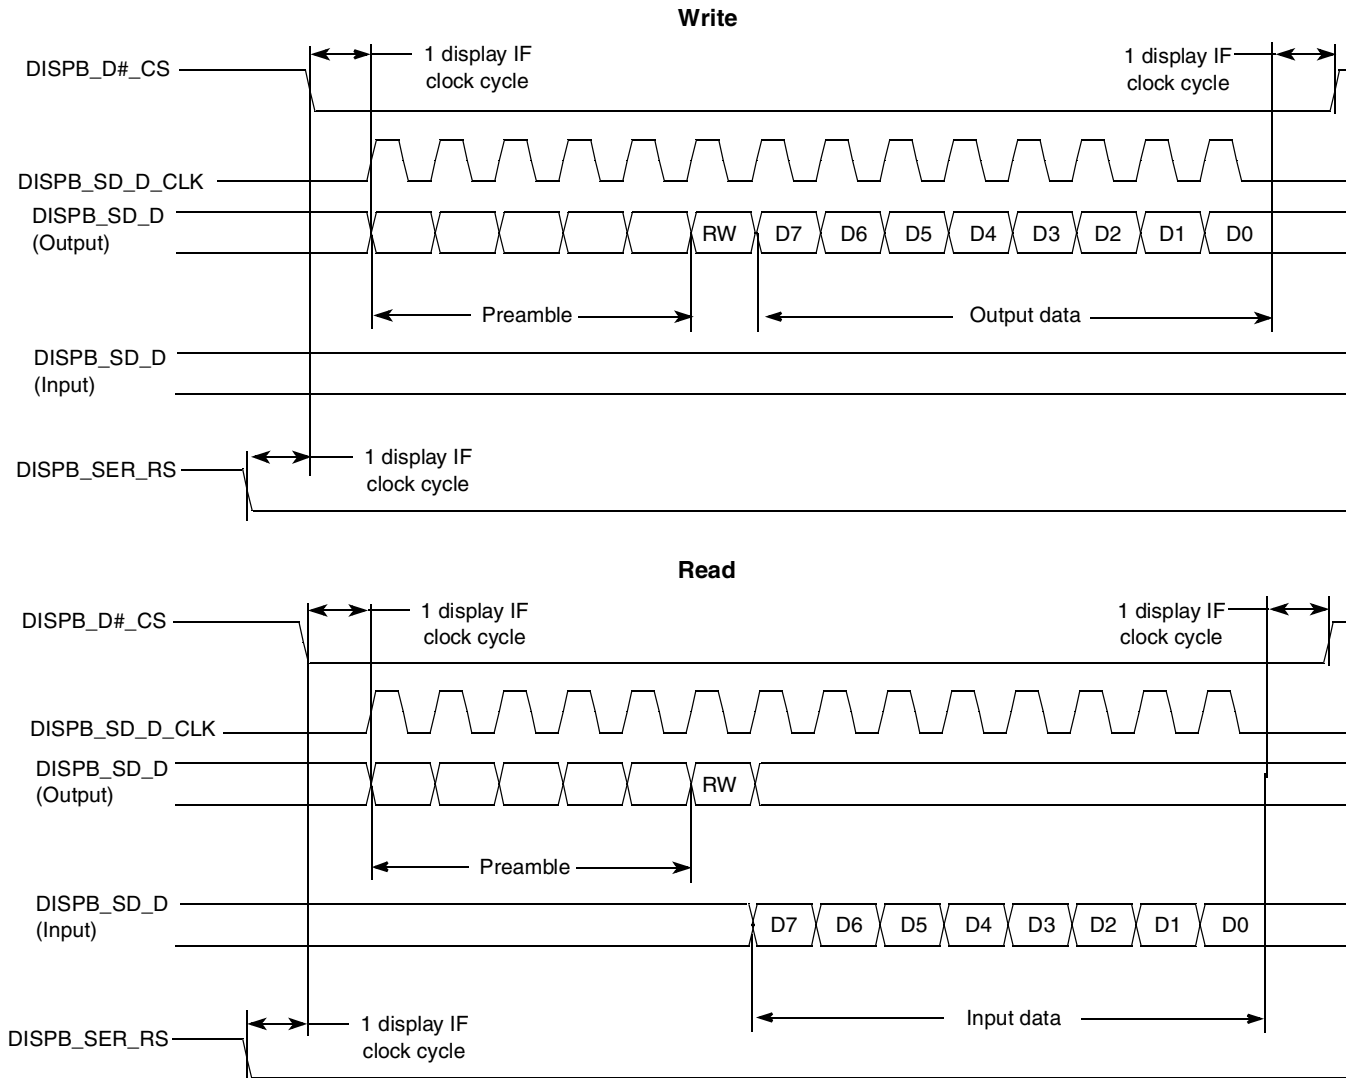 Write
1 display IF
clock cycle
1 display IF
clock cycle
DISPB_D#_CS
DISPB_SD_D_CLK
DISPB_SD_D
(Output)
RW D7 D6 D5 D4 D3 D2 D1 D0
Preamble
Output data
DISPB_SD_D
(Input)
DISPB_SER_RS
1 display IF
clock cycle
Read
1 display IF
clock cycle
1 display IF
clock cycle
DISPB_D#_CS
DISPB_SD_D_CLK
DISPB_SD_D
(Output)
RW
Preamble
DISPB_SD_D
(Input)
D7 D6 D5 D4 D3 D2 D1 D0
Input data
DISPB_SER_RS
1 display IF
clock cycle